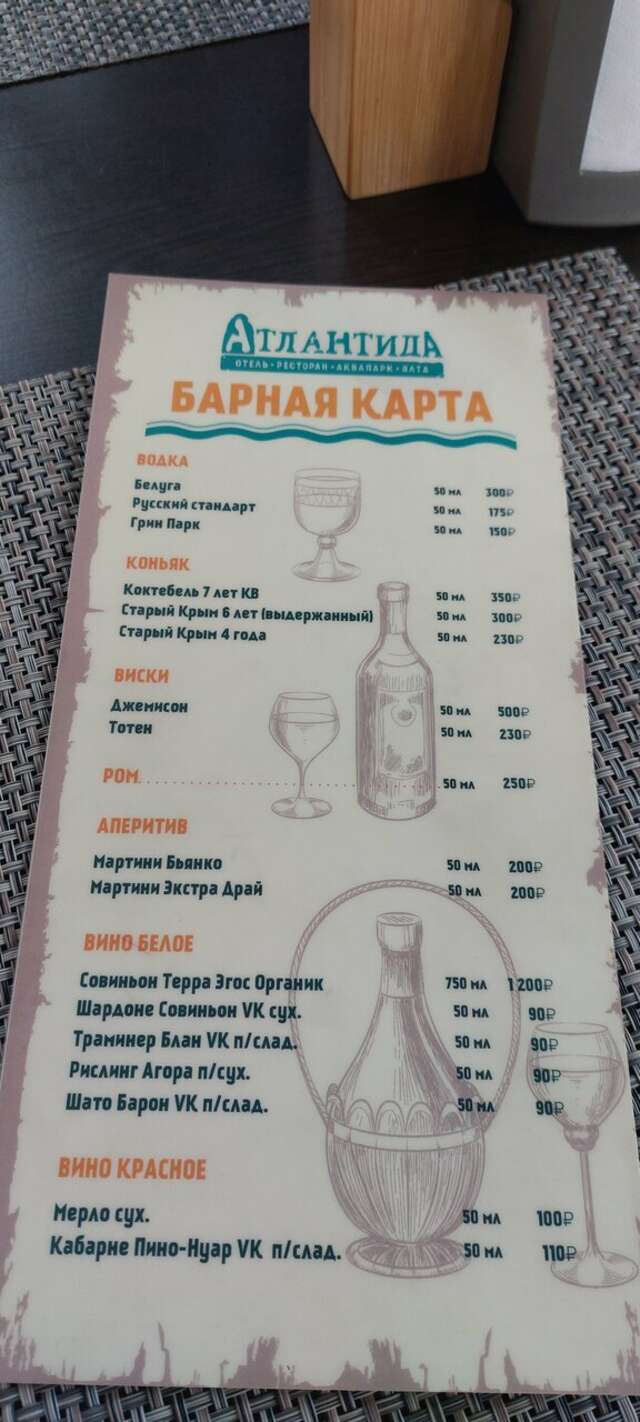 Атлантида
ОТЕЛЬ • РЕСТОРАН • АКВАПАРК • ЯЛТА
БАРНАЯ КАРТА
ВОДКА
Белуга 50 мл 300₽
Русский стандарт 50 мл 175₽
Грин Парк 50 мл 150₽
КОНЬЯК
Коктебель 7 лет КВ 50 мл 350₽
Старый Крым 6 лет (выдержанный) 50 мл 300₽
Старый Крым 4 года 50 мл 230₽
ВИСКИ
Джемисон 50 мл 500₽
Тотен 50 мл 230₽
РОМ 50 мл 250₽
АПЕРИТИВ
Мартини Бьянко 50 мл 200₽
Мартини Экстра Драй 50 мл 200₽
ВИНО БЕЛОЕ
Совиньон Терра Эгос Органик 750 мл 1 200₽
Шардоне Совиньон VK сух. 50 мл 90₽
Траминер Блан VK п/слад. 50 мл 90₽
Рислинг Агора п/сух. 50 мл 90₽
Шато Барон VK п/слад. 50 мл 90₽
ВИНО КРАСНОЕ
Мерло сух. 50 мл 100₽
Кабарне Пино-Нуар VK п/слад. 50 мл 110₽